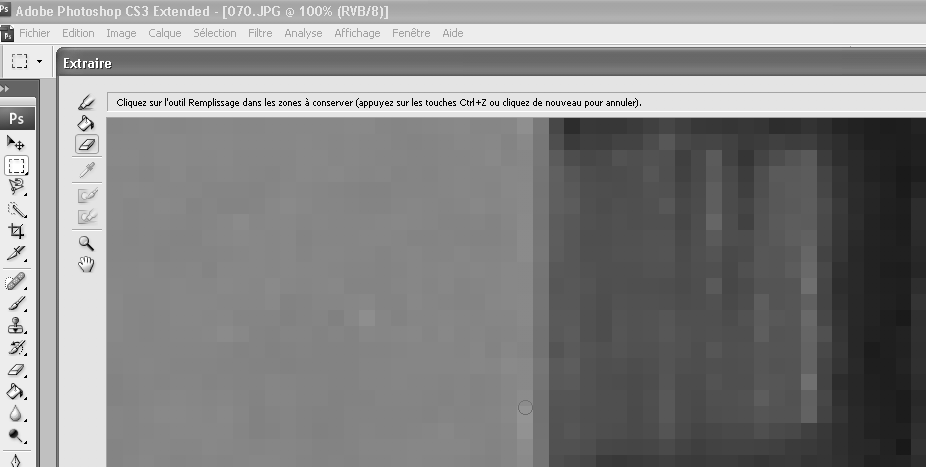 Ps Adobe Photoshop CS3 Extended - [070.JPG @ 100% (RVB/8)]
Ps Fichier Edition Image Calque Sélection Filtre Analyse Affichage Fenêtre Aide
Extraire
Cliquez sur l'outil Remplissage dans les zones à conserver (appuyez sur les touches Ctrl+Z ou cliquez de nouveau pour annuler).
Ps